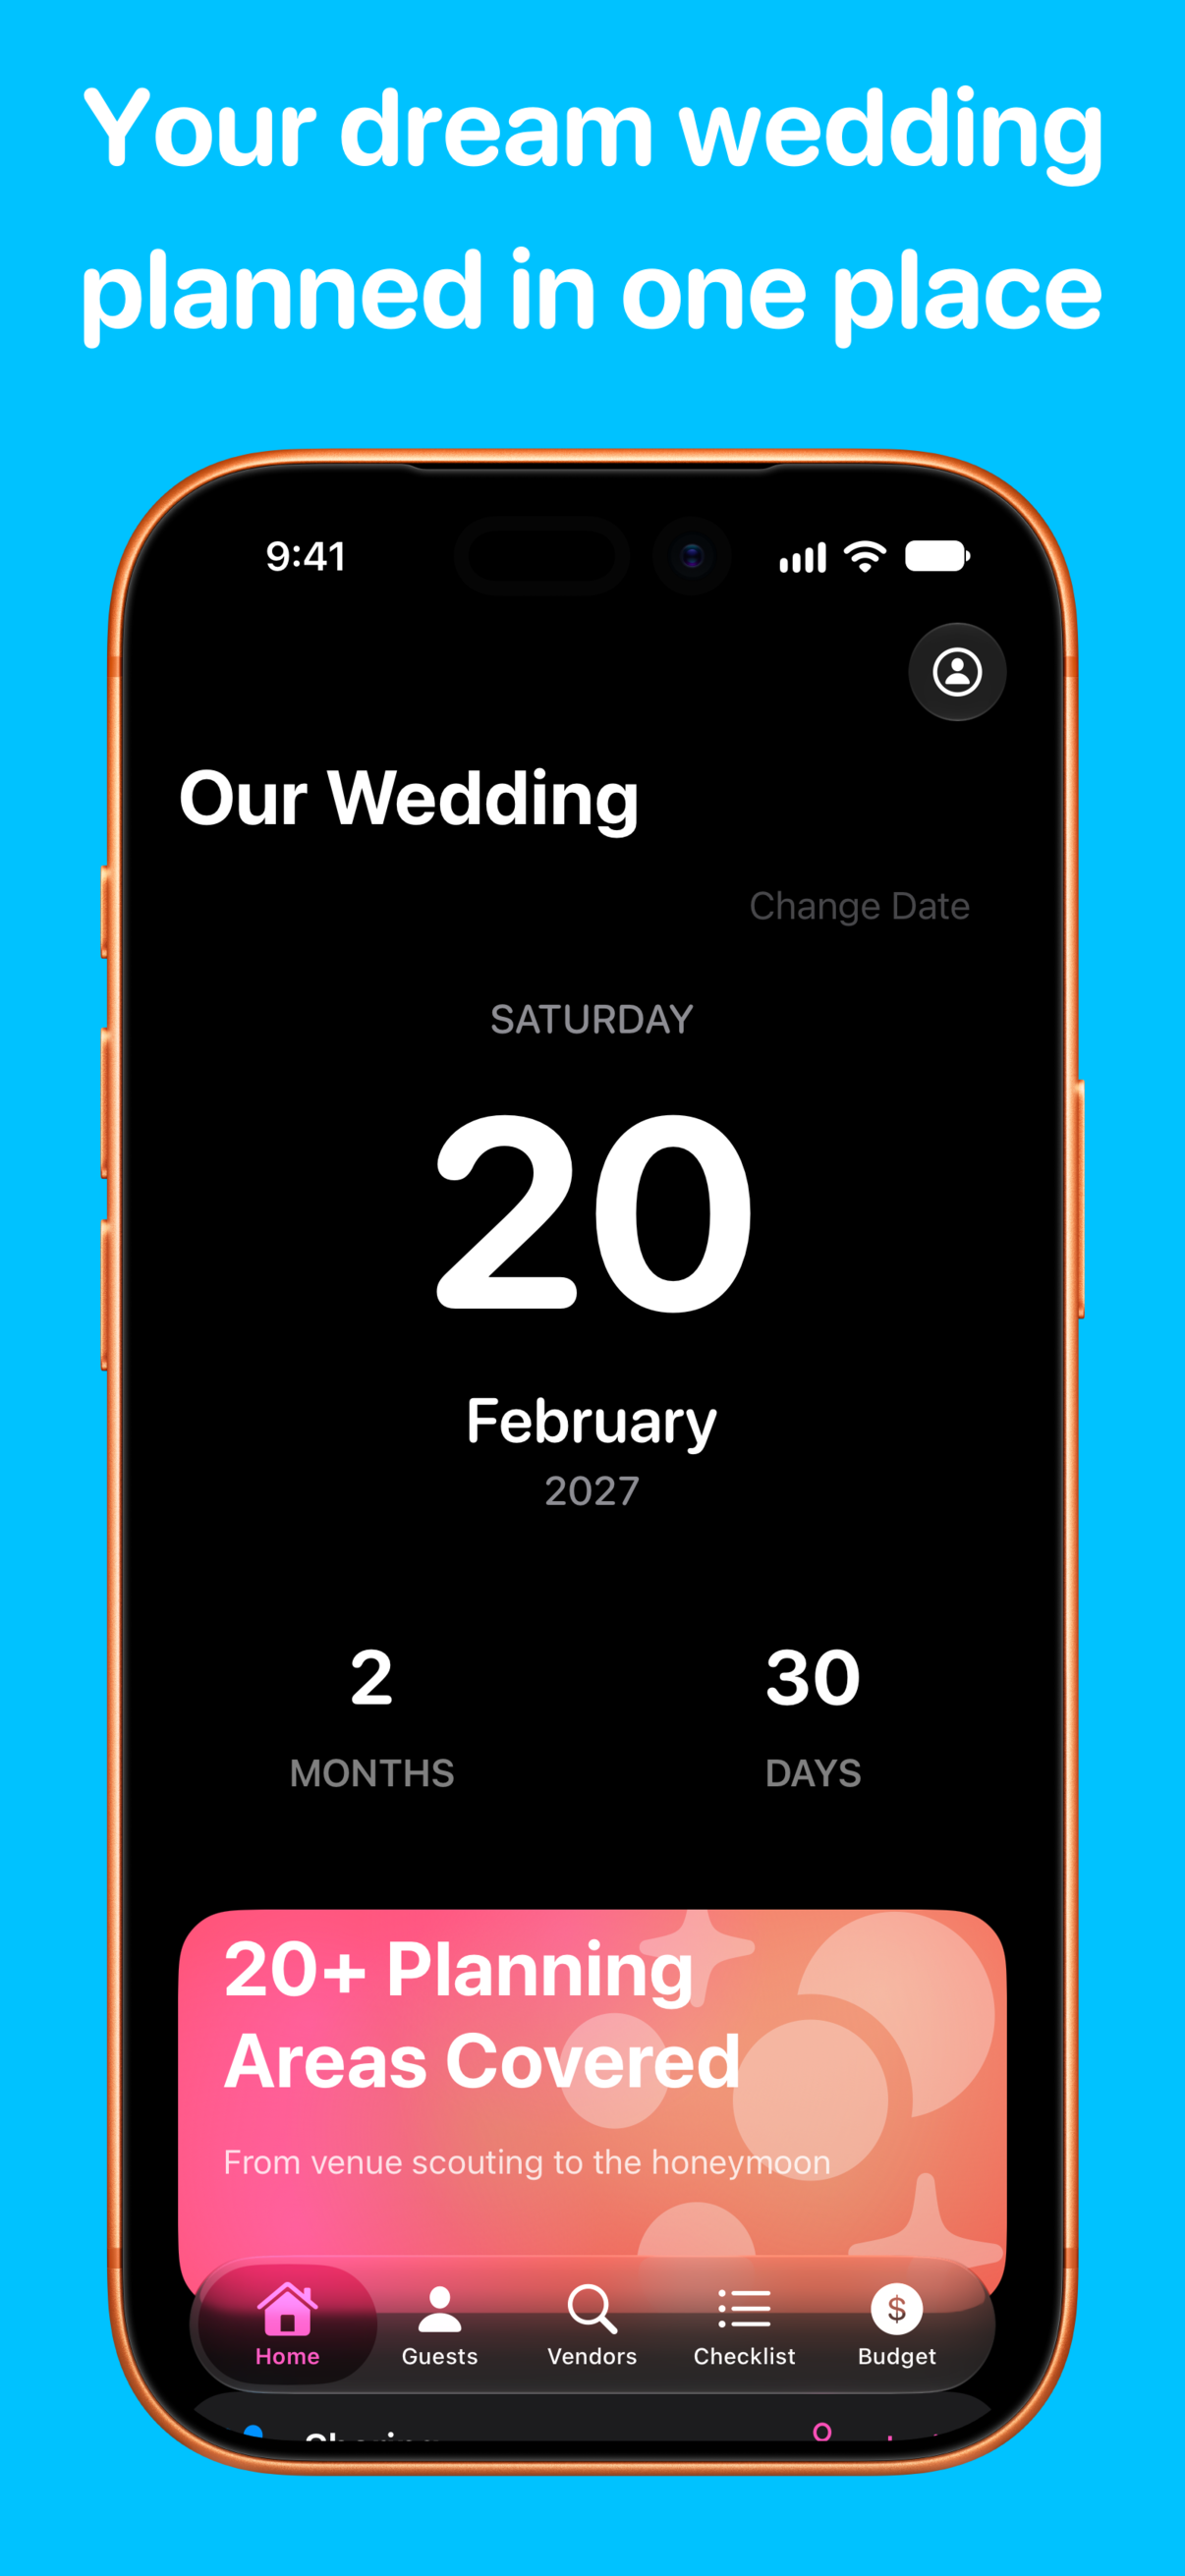 Your dream wedding
planned in one place
9:41
Our Wedding
Change Date
SATURDAY
20
February
2027
2
30
MONTHS
DAYS
20+ Planning
Areas Covered
From venue scouting to the honeymoon
$
Home
Guests
Vendors
Checklist
Budget